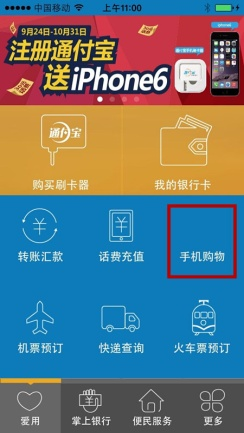 中国移动 上午11:00
9月24日-10月31日
注册通付宝
送iPhone6
通付宝
购买刷卡器 我的银行卡
转账汇款 话费充值 手机购物
机票预订 快递查询 火车票预订
爱用 掌上银行 便民服务 更多